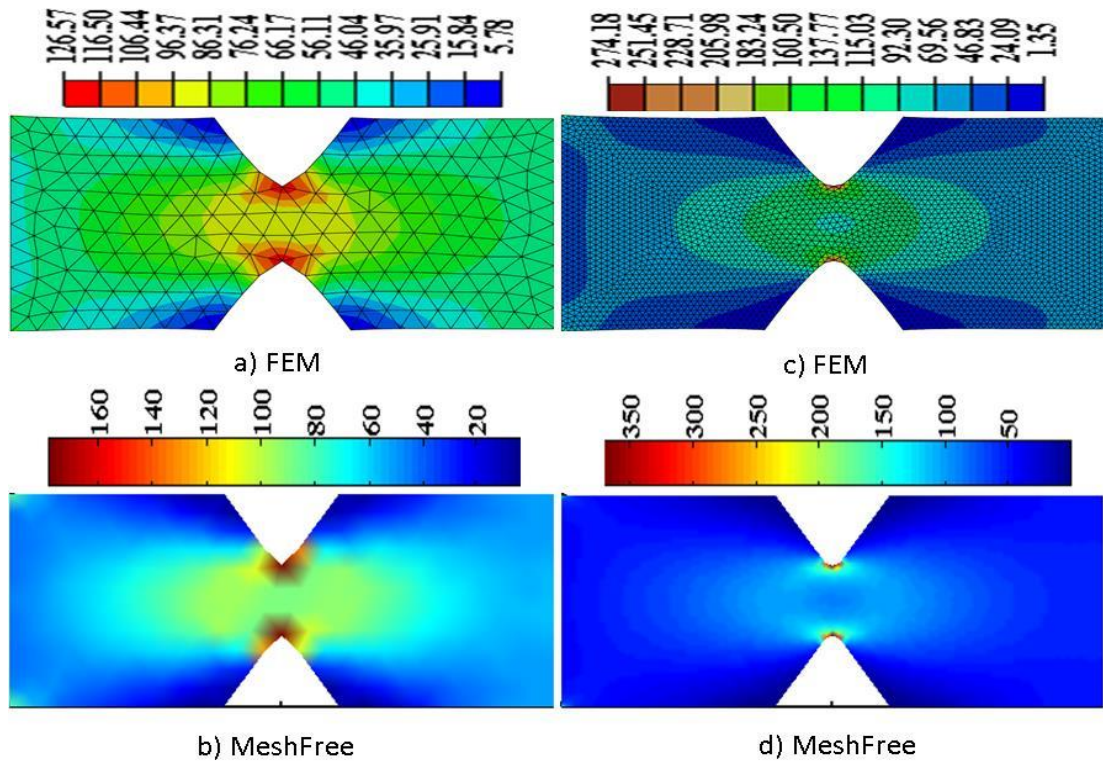 126.57 116.50 106.44 96.37 86.31 76.24 66.17 56.11 46.04 35.97 25.91 15.84 5.78
274.18 251.45 228.71 205.98 183.24 160.50 137.77 115.03 92.30 69.56 46.83 24.09 1.35
a) FEM
c) FEM
160 140 120 100 80 60 40 20
350 300 250 200 150 100 50
b) MeshFree
d) MeshFree